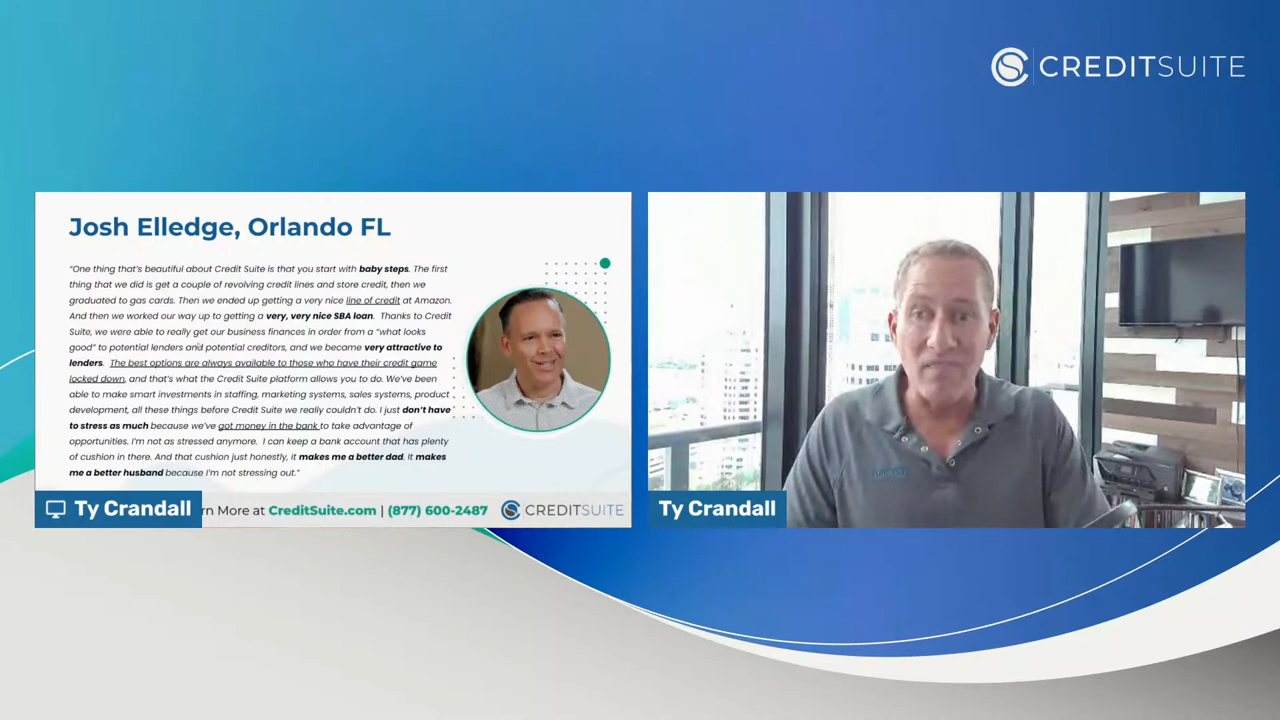 CREDITSUITE
Josh Elledge, Orlando FL
“One thing that’s beautiful about Credit Suite is that you start with baby steps. The first
thing that we did is get a couple of revolving credit lines and store credit, then we
graduated to gas cards. Then we ended up getting a very nice line of credit at Amazon.
And then we worked our way up to getting a very, very nice SBA loan. Thanks to Credit
Suite, we were able to really get our business finances in order from a “what looks
good” to potential lenders and potential creditors, and we became very attractive to
lenders. The best options are always available to those who have their credit game
locked down, and that’s what the Credit Suite platform allows you to do. We’ve been
able to make smart investments in staffing, marketing systems, sales systems, product
development, all these things before Credit Suite we really couldn’t do. I just don’t have
to stress as much because we’ve got money in the bank to take advantage of
opportunities. I’m not as stressed anymore. I can keep a bank account that has plenty
of cushion in there. And that cushion just honestly, it makes me a better dad. It makes
me a better husband because I’m not stressing out.”
Ty Crandall
rn More at CreditSuite.com | (877) 600-2487
CREDITSUITE
Ty Crandall